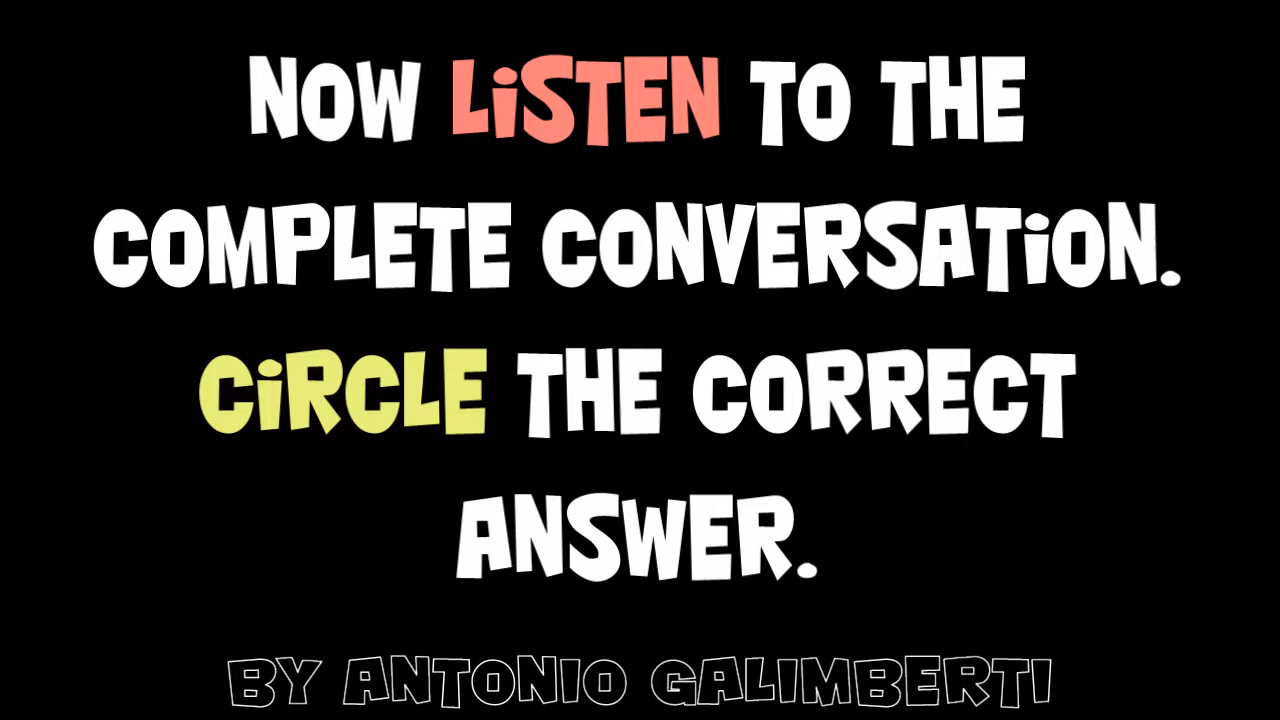 NOW LiSTEN TO THE
COMPLETE CONVERSATiON.
CiRCLE THE CORRECT
ANSWER.
BY ANTONIO GALIMBERTI